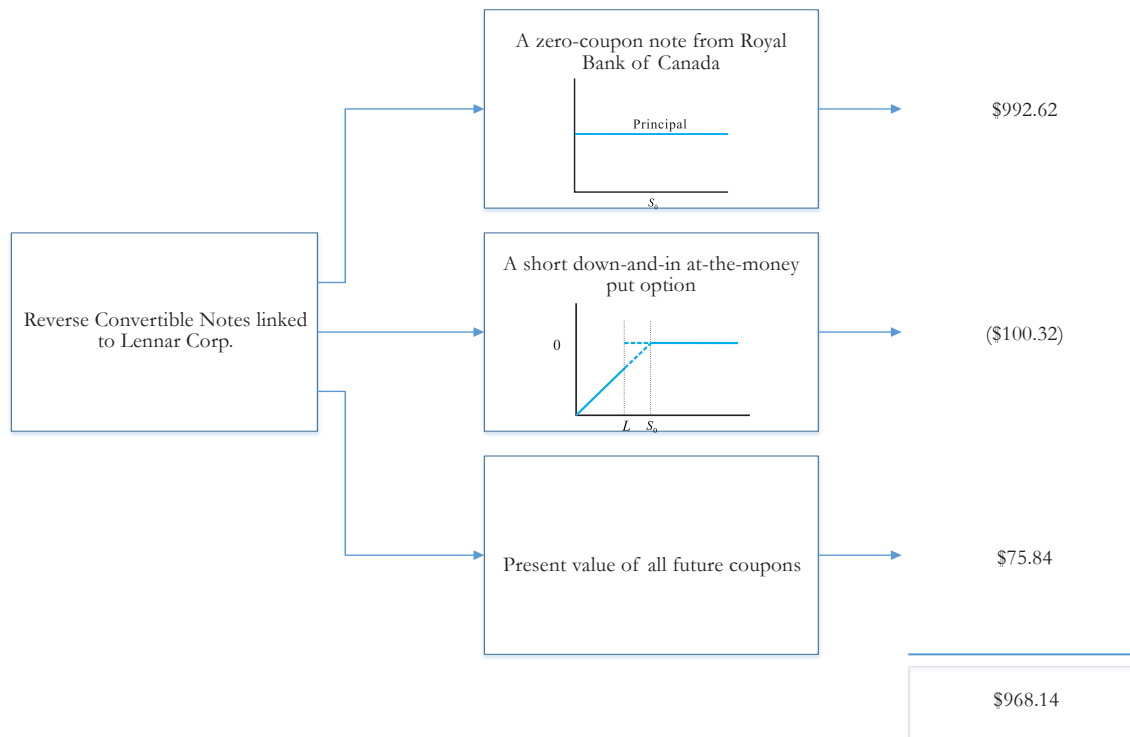 A zero-coupon note from Royal
Bank of Canada
Principal
S₀
$992.62
Reverse Convertible Notes linked
to Lennar Corp.
A short down-and-in at-the-money
put option
0
L S₀
($100.32)
Present value of all future coupons
$75.84
$968.14